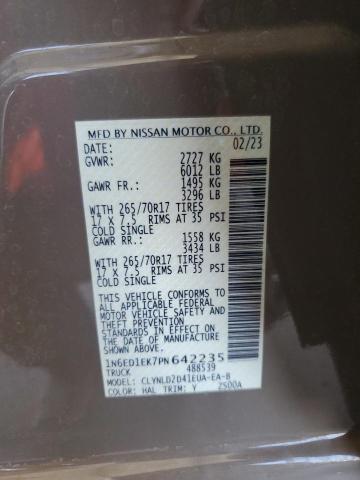 MFD BY NISSAN MOTOR CO., LTD.
DATE: 02/23
GVWR: 2727 KG
6012 LB
GAWR FR.: 1495 KG
3296 LB
WITH 265/70R17 TIRES
17 X 7.5 RIMS AT 35 PSI
COLD SINGLE
GAWR RR.: 1558 KG
3434 LB
WITH 265/70R17 TIRES
17 X 7.5 RIMS AT 35 PSI
COLD SINGLE
THIS VEHICLE CONFORMS TO
ALL APPLICABLE FEDERAL
MOTOR VEHICLE SAFETY AND
THEFT PREVENTION
STANDARDS IN EFFECT ON
THE DATE OF MANUFACTURE
SHOWN ABOVE.
1N6ED1EK7PN642235
TRUCK 488539
MODEL: CLYNLDZD41EUA-EA-B
COLOR: HAL TRIM: Y 2500A